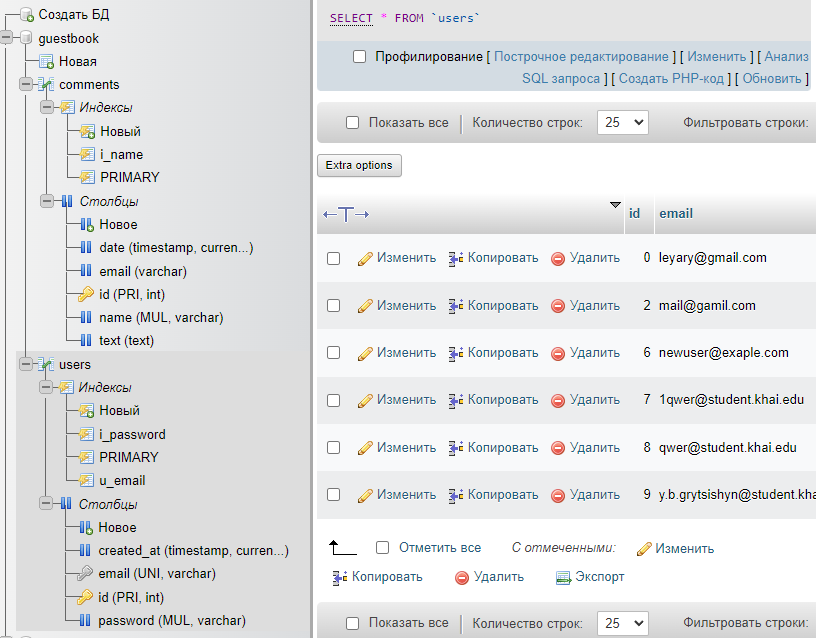 Создать БД
guestbook
Новая
comments
Индексы
Новый
i_name
PRIMARY
Столбцы
Новое
date (timestamp, curren...)
email (varchar)
id (PRI, int)
name (MUL, varchar)
text (text)
users
Индексы
Новый
i_password
PRIMARY
u_email
Столбцы
Новое
created_at (timestamp, curren...)
email (UNI, varchar)
id (PRI, int)
password (MUL, varchar)
SELECT * FROM `users`
Профилирование [ Построчное редактирование ] [ Изменить ] [ Анализ
SQL запроса ] [ Создать PHP-код ] [ Обновить ]
Показать все | Количество строк: 25 Фильтровать строки:
Extra options
←T→ id email
Изменить Копировать Удалить 0 leyary@gmail.com
Изменить Копировать Удалить 2 mail@gamil.com
Изменить Копировать Удалить 6 newuser@exaple.com
Изменить Копировать Удалить 7 1qwer@student.khai.edu
Изменить Копировать Удалить 8 qwer@student.khai.edu
Изменить Копировать Удалить 9 y.b.grytsishyn@student.kha
Отметить все С отмеченными: Изменить
Копировать Удалить Экспорт
Показать все | Количество строк: 25 Фильтровать строки: